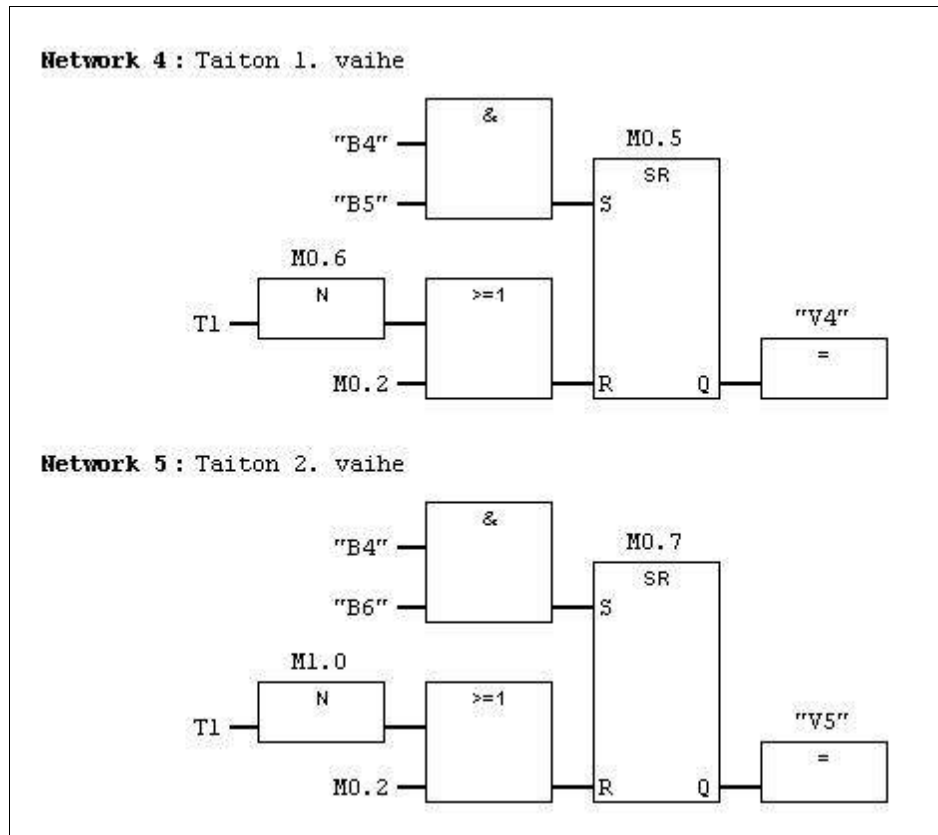 Network 4 : Taiton 1. vaihe
&
"B4"
M0.5
SR
"B5"
S
M0.6
N
>=1
T1
"V4"
=
M0.2
R
Q
Network 5 : Taiton 2. vaihe
&
"B4"
M0.7
SR
"B6"
S
M1.0
N
>=1
T1
"V5"
=
M0.2
R
Q